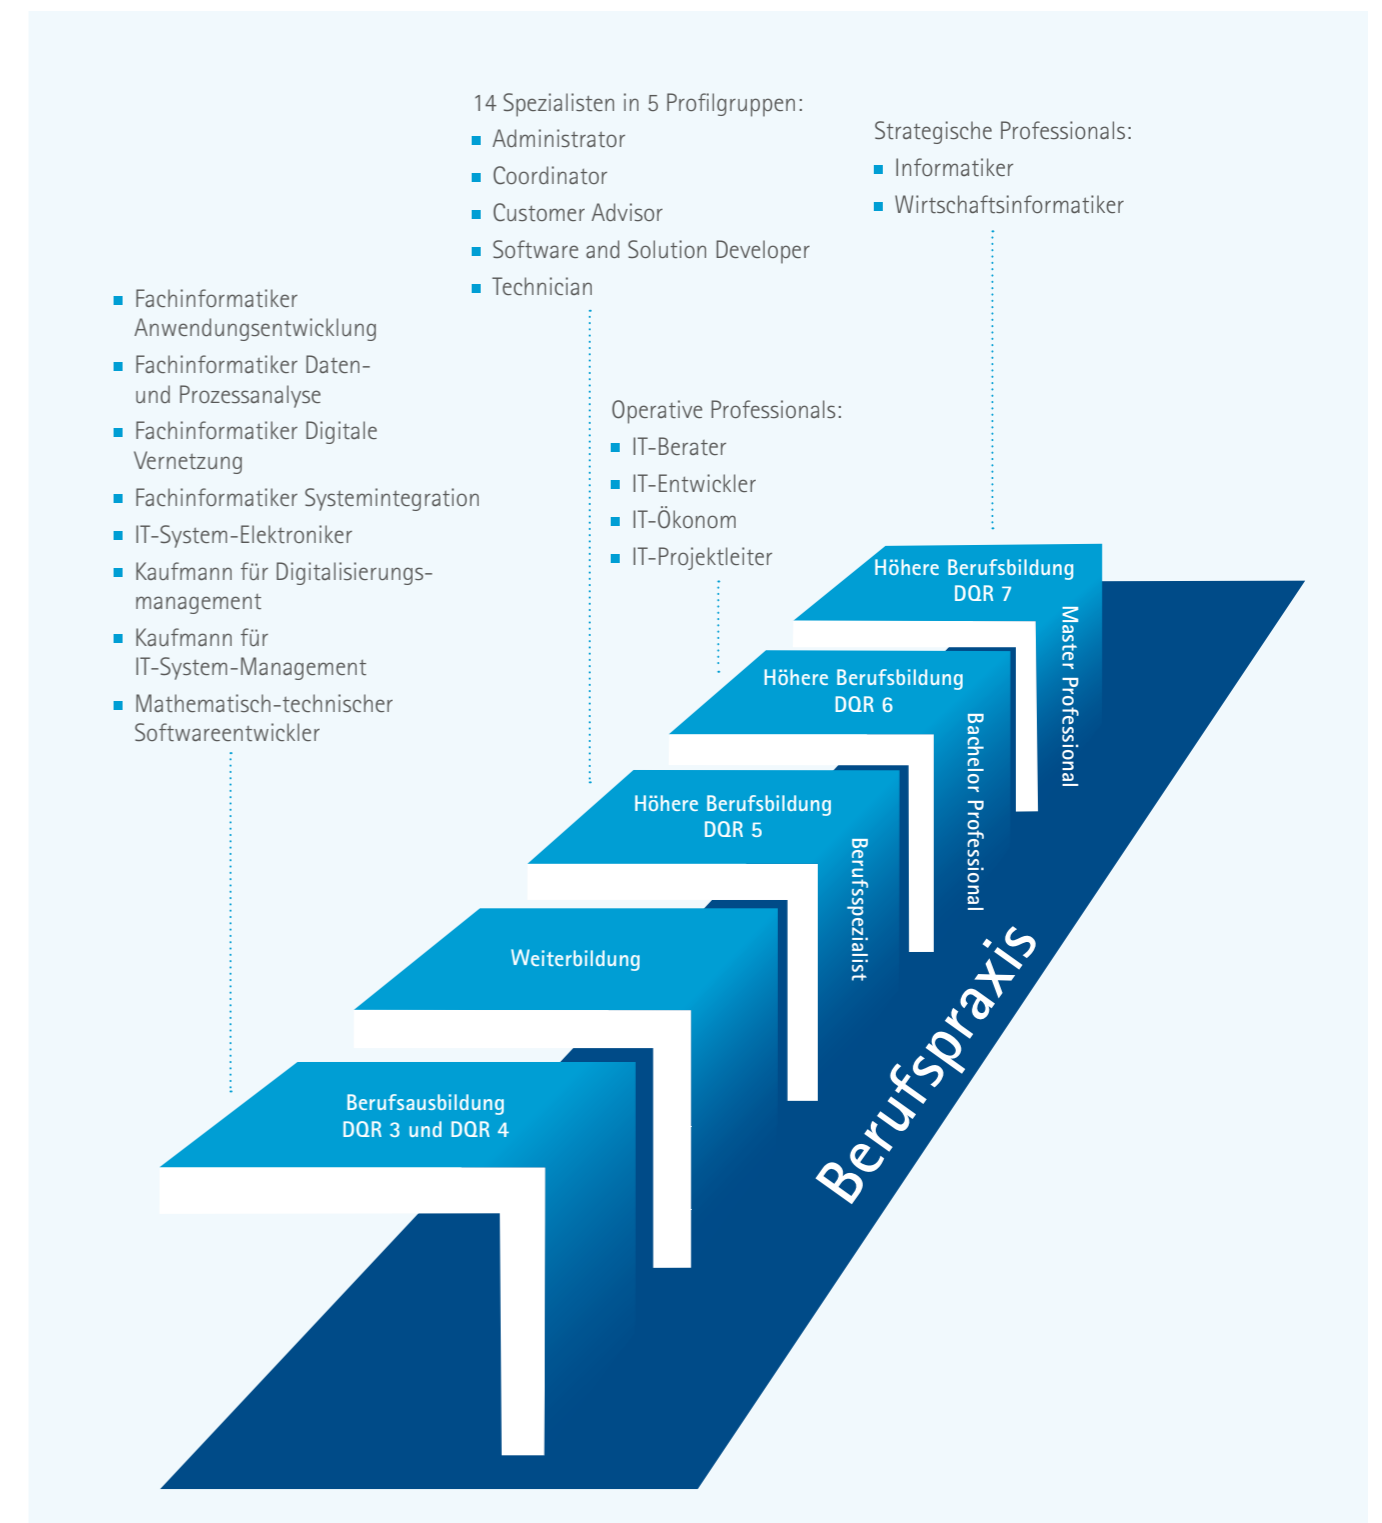 14 Spezialisten in 5 Profilgruppen:
Administrator
Coordinator
Customer Advisor
Software and Solution Developer
Technician
Strategische Professionals:
Informatiker
Wirtschaftsinformatiker
Fachinformatiker
Anwendungsentwicklung
Fachinformatiker Daten-
und Prozessanalyse
Fachinformatiker Digitale
Vernetzung
Fachinformatiker Systemintegration
IT-System-Elektroniker
Kaufmann für Digitalisierungs-
management
Kaufmann für
IT-System-Management
Mathematisch-technischer
Softwareentwickler
Operative Professionals:
IT-Berater
IT-Entwickler
IT-Ökonom
IT-Projektleiter
Höhere Berufsbildung
DQR 7
Master Professional
Höhere Berufsbildung
DQR 6
Bachelor Professional
Höhere Berufsbildung
DQR 5
Berufsspezialist
Weiterbildung
Berufsausbildung
DQR 3 und DQR 4
Berufspraxis